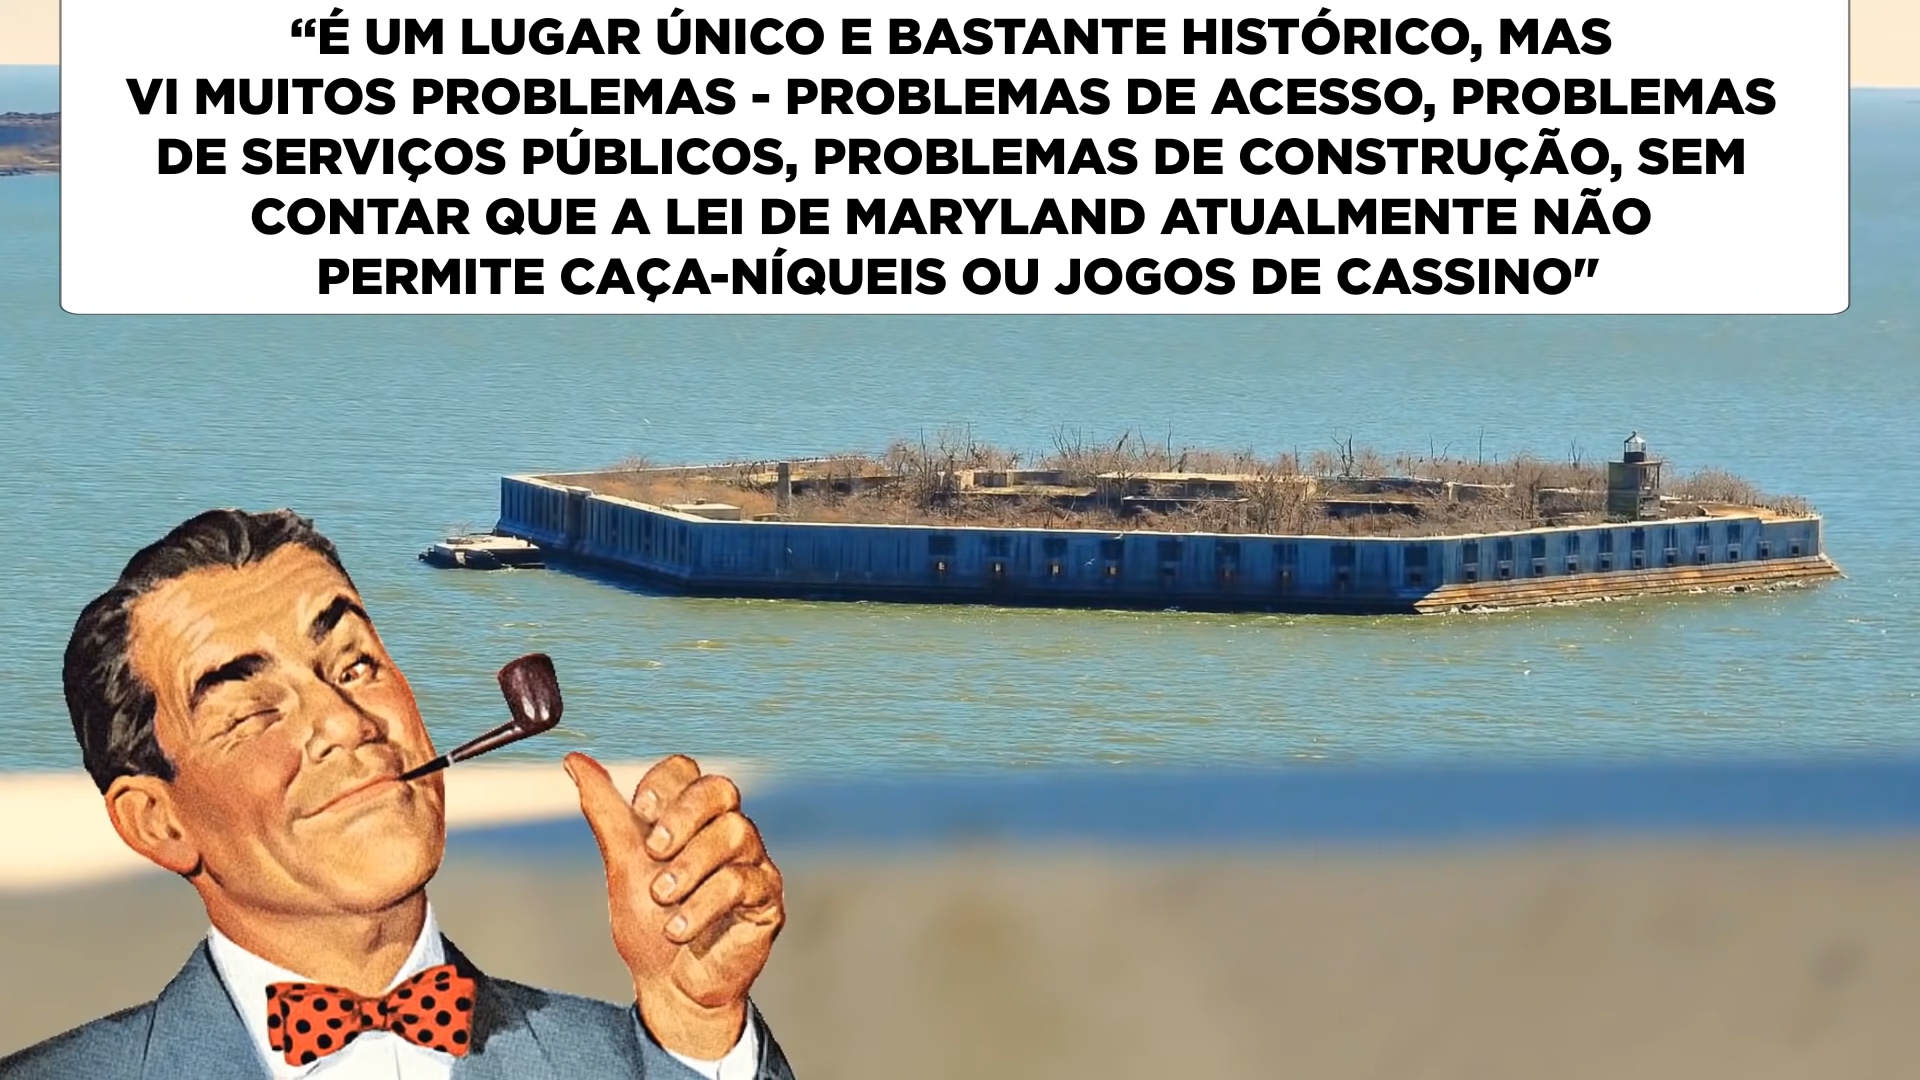 “É UM LUGAR ÚNICO E BASTANTE HISTÓRICO, MAS
VI MUITOS PROBLEMAS - PROBLEMAS DE ACESSO, PROBLEMAS
DE SERVIÇOS PÚBLICOS, PROBLEMAS DE CONSTRUÇÃO, SEM
CONTAR QUE A LEI DE MARYLAND ATUALMENTE NÃO
PERMITE CAÇA-NÍQUEIS OU JOGOS DE CASSINO"